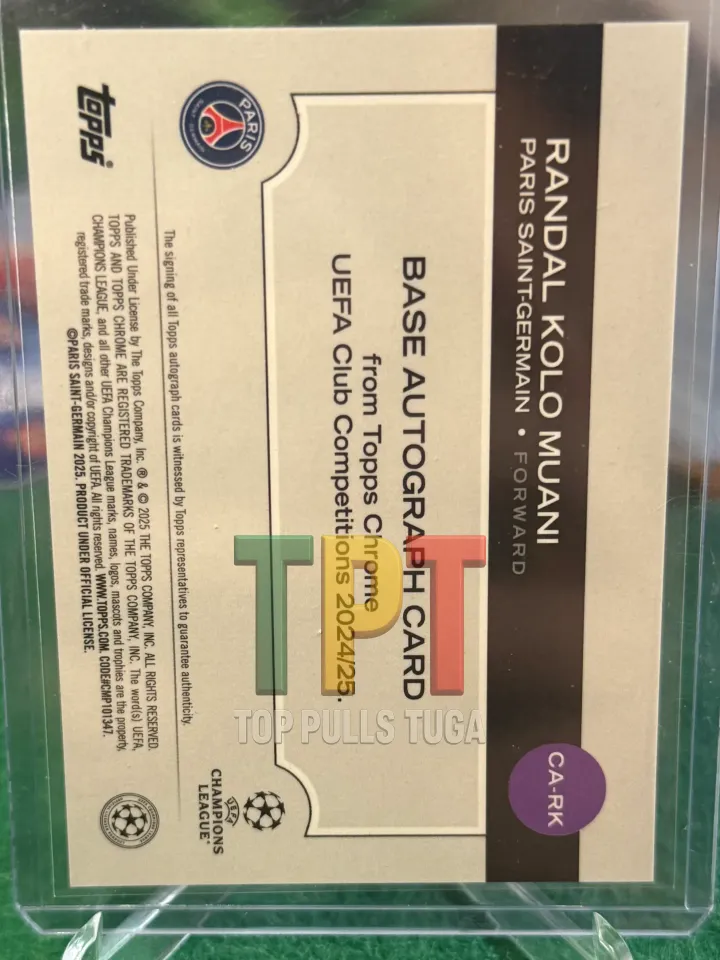 RANDAL KOLO MUANI
PARIS SAINT-GERMAIN • FORWARD
CA-RK
BASE AUTOGRAPH CARD
from Topps Chrome
UEFA Club Competitions 2024/25.
PARIS
topps®
UEFA
CHAMPIONS
LEAGUE®
The signing of all Topps autograph cards is witnessed by Topps representatives to guarantee authenticity.
Published Under License by The Topps Company, Inc. ® & © 2025 THE TOPPS COMPANY, INC. ALL RIGHTS RESERVED.
TOPPS AND TOPPS CHROME ARE REGISTERED TRADEMARKS OF THE TOPPS COMPANY, INC. The word(s) UEFA,
CHAMPIONS LEAGUE, and all other UEFA Champions League marks, names, logos, mascots and trophies are the property,
registered trade marks, designs and/or copyright of UEFA. All rights reserved. WWW.TOPPS.COM. CODE#CMP101347.
©PARIS SAINT-GERMAIN 2025. PRODUCT UNDER OFFICIAL LICENSE.
TPT
TOP PULLS TUGA